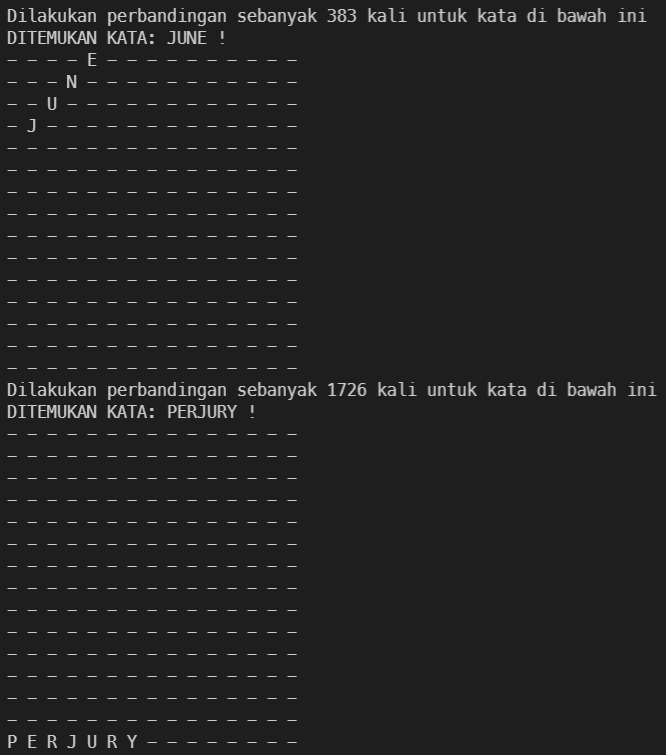 Dilakukan perbandingan sebanyak 383 kali untuk kata di bawah ini
DITEMUKAN KATA: JUNE !
- - - - E - - - - - - - - - -
- - - N - - - - - - - - - - -
- - U - - - - - - - - - - - -
- J - - - - - - - - - - - - -
- - - - - - - - - - - - - - -
- - - - - - - - - - - - - - -
- - - - - - - - - - - - - - -
- - - - - - - - - - - - - - -
- - - - - - - - - - - - - - -
- - - - - - - - - - - - - - -
- - - - - - - - - - - - - - -
- - - - - - - - - - - - - - -
- - - - - - - - - - - - - - -
- - - - - - - - - - - - - - -
- - - - - - - - - - - - - - -
Dilakukan perbandingan sebanyak 1726 kali untuk kata di bawah ini
DITEMUKAN KATA: PERJURY !
- - - - - - - - - - - - - - -
- - - - - - - - - - - - - - -
- - - - - - - - - - - - - - -
- - - - - - - - - - - - - - -
- - - - - - - - - - - - - - -
- - - - - - - - - - - - - - -
- - - - - - - - - - - - - - -
- - - - - - - - - - - - - - -
- - - - - - - - - - - - - - -
- - - - - - - - - - - - - - -
- - - - - - - - - - - - - - -
- - - - - - - - - - - - - - -
- - - - - - - - - - - - - - -
- - - - - - - - - - - - - - -
P E R J U R Y - - - - - - - -